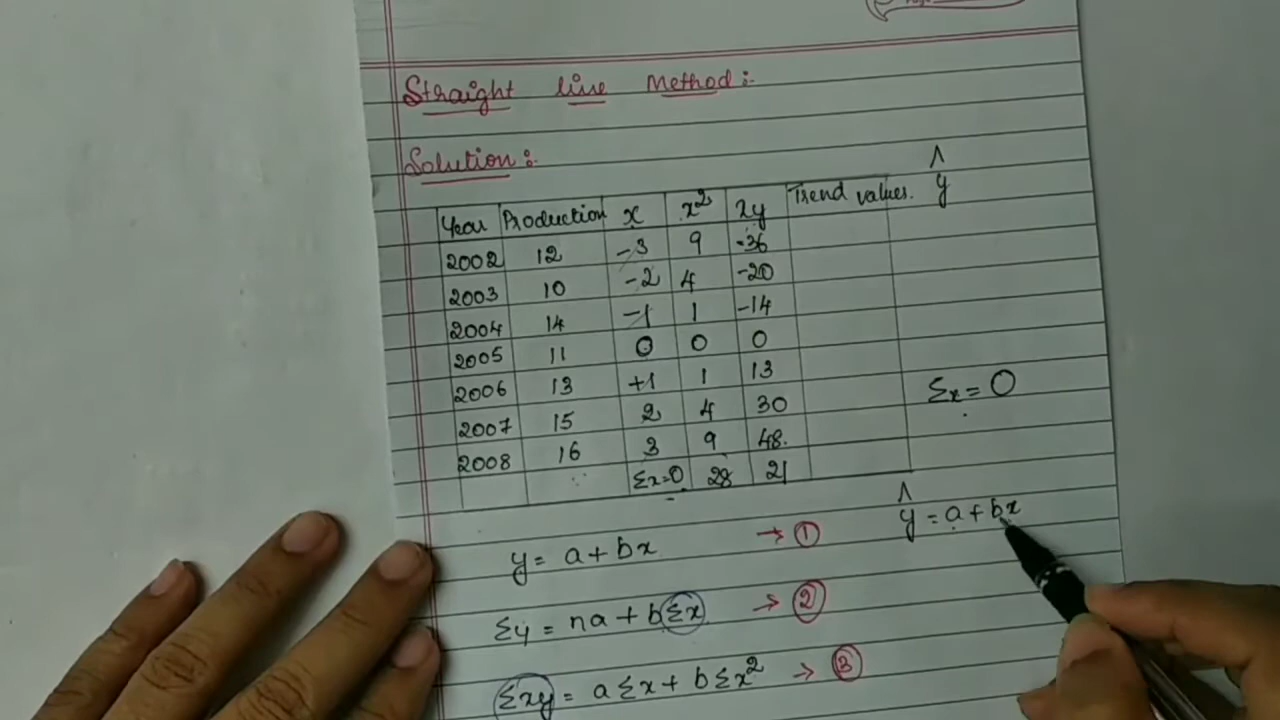 Straight line Method :-
Solution :-
Year Production x x² xy Trend values. ŷ
2002 12 -3 9 -36
2003 10 -2 4 -20
2004 14 -1 1 -14
2005 11 0 0 0
2006 13 +1 1 13
2007 15 2 4 30
2008 16 3 9 48.
Σx=0 28 21
Σx = 0
y = a + bx → ①
ŷ = a + bx
Σy = na + bΣx → ②
Σxy = aΣx + bΣx² → ③